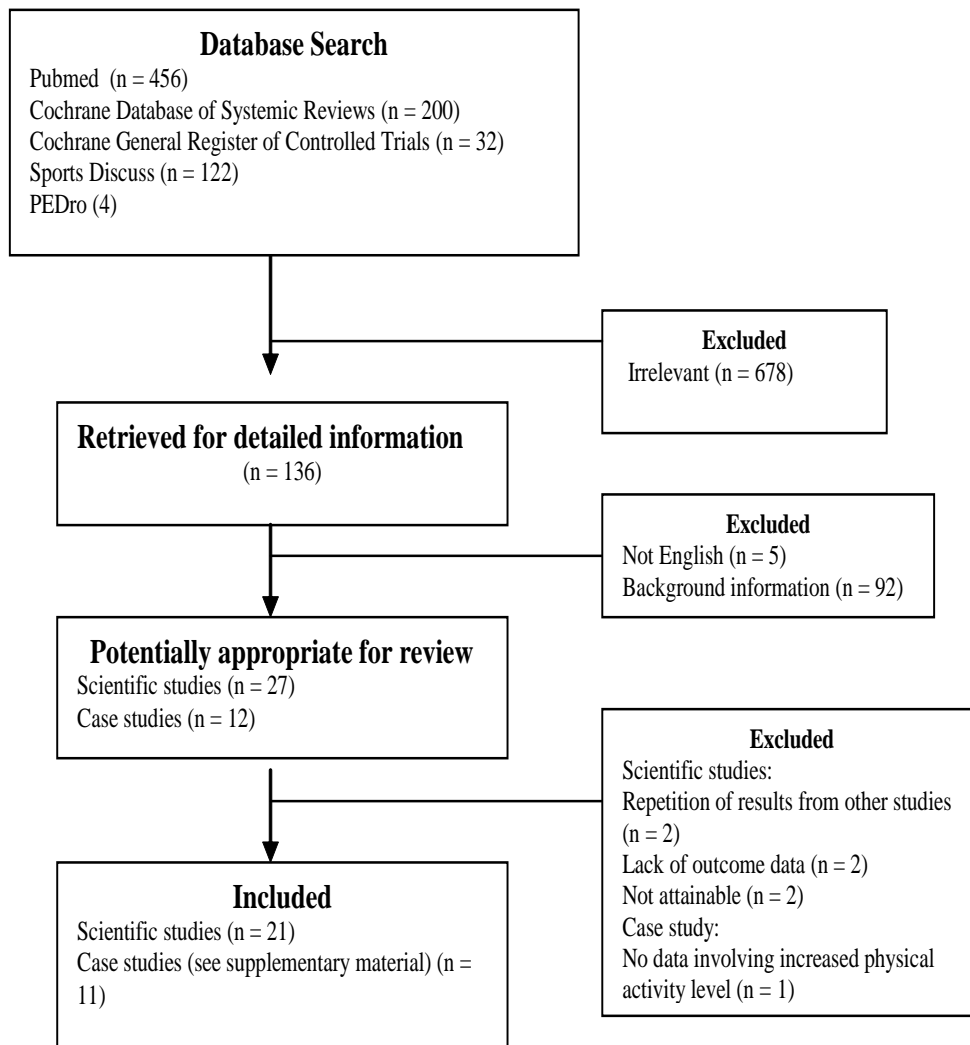 Database Search
Pubmed (n = 456)
Cochrane Database of Systemic Reviews (n = 200)
Cochrane General Register of Controlled Trials (n = 32)
Sports Discuss (n = 122)
PEDro (4)
Excluded
Irrelevant (n = 678)
Retrieved for detailed information
(n = 136)
Excluded
Not English (n = 5)
Background information (n = 92)
Potentially appropriate for review
Scientific studies (n = 27)
Case studies (n = 12)
Excluded
Scientific studies:
Repetition of results from other studies
(n = 2)
Lack of outcome data (n = 2)
Not attainable (n = 2)
Case study:
No data involving increased physical
activity level (n = 1)
Included
Scientific studies (n = 21)
Case studies (see supplementary material) (n =
11)